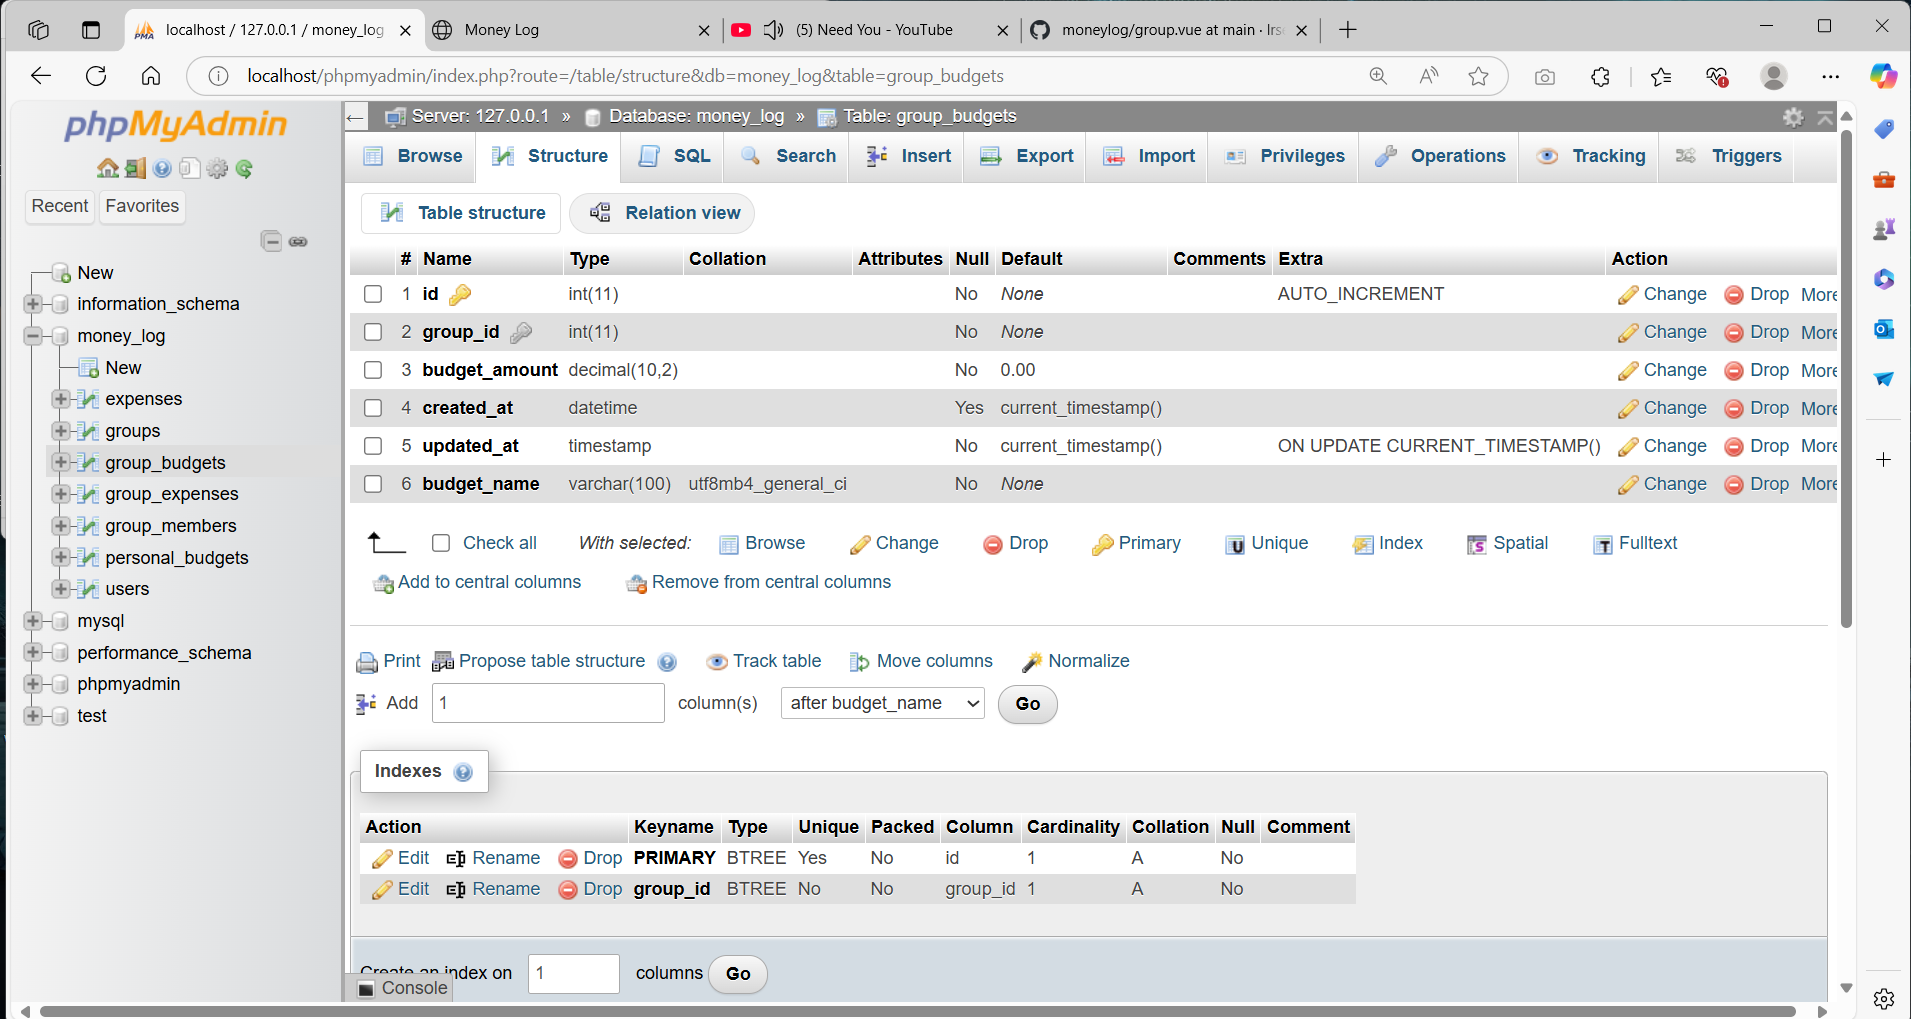 localhost / 127.0.0.1 / money_log
Money Log
(5) Need You - YouTube
moneylog/group.vue at main · lrs
localhost/phpmyadmin/index.php?route=/table/structure&db=money_log&table=group_budgets
phpMyAdmin
Recent Favorites
New
information_schema
money_log
New
expenses
groups
group_budgets
group_expenses
group_members
personal_budgets
users
mysql
performance_schema
phpmyadmin
test
Server: 127.0.0.1 » Database: money_log » Table: group_budgets
Browse Structure SQL Search Insert Export Import Privileges Operations Tracking Triggers
Table structure Relation view
# Name Type Collation Attributes Null Default Comments Extra Action
1 id int(11) No None AUTO_INCREMENT Change Drop More
2 group_id int(11) No None Change Drop More
3 budget_amount decimal(10,2) No 0.00 Change Drop More
4 created_at datetime Yes current_timestamp() Change Drop More
5 updated_at timestamp No current_timestamp() ON UPDATE CURRENT_TIMESTAMP() Change Drop More
6 budget_name varchar(100) utf8mb4_general_ci No None Change Drop More
Check all With selected: Browse Change Drop Primary Unique Index Spatial Fulltext
Add to central columns Remove from central columns
Print Propose table structure Track table Move columns Normalize
Add 1 column(s) after budget_name Go
Indexes
Action Keyname Type Unique Packed Column Cardinality Collation Null Comment
Edit Rename Drop PRIMARY BTREE Yes No id 1 A No
Edit Rename Drop group_id BTREE No No group_id 1 A No
Create an index on 1 columns Go
Console